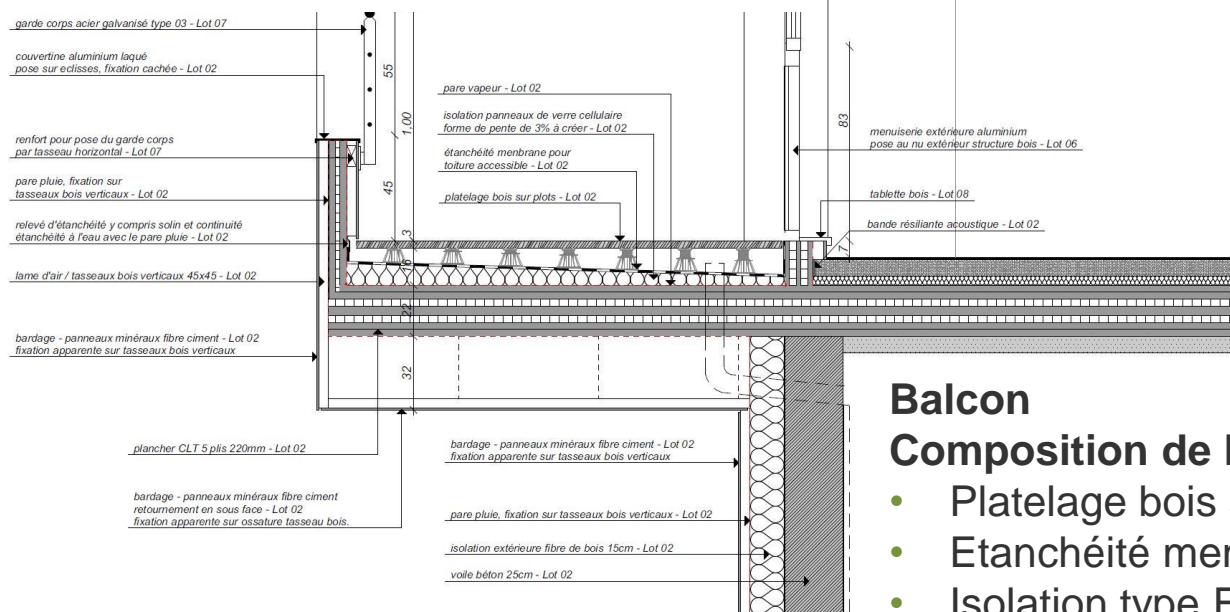 garde corps acier galvanisé type 03 - Lot 07
couvertine aluminium laqué
pose sur eclisses, fixation cachée - Lot 02
renfort pour pose du garde corps
par tasseau horizontal - Lot 07
pare pluie, fixation sur
tasseaux bois verticaux - Lot 02
relevé d'étanchéité y compris solin et continuité
étanchéité à l'eau avec le pare pluie - Lot 02
lame d'air / tasseaux bois verticaux 45x45 - Lot 02
bardage - panneaux minéraux fibre ciment - Lot 02
fixation apparente sur tasseaux bois verticaux
plancher CLT 5 plis 220mm - Lot 02
bardage - panneaux minéraux fibre ciment
retournement en sous face - Lot 02
fixation apparente sur ossature tasseau bois.
55
1,00
45
3
16
22
32
pare vapeur - Lot 02
isolation panneaux de verre cellulaire
forme de pente de 3% à créer - Lot 02
étanchéité menbrane pour
toiture accessible - Lot 02
platelage bois sur plots - Lot 02
bardage - panneaux minéraux fibre ciment - Lot 02
fixation apparente sur tasseaux bois verticaux
pare pluie, fixation sur tasseaux bois verticaux - Lot 02
isolation extérieure fibre de bois 15cm - Lot 02
voile béton 25cm - Lot 02
83
7
menuiserie extérieure aluminium
pose au nu extérieur structure bois - Lot 06
tablette bois - Lot 08
bande résiliante acoustique - Lot 02
Balcon
Composition de
• Platelage bois
• Etanchéité
• Isolation type